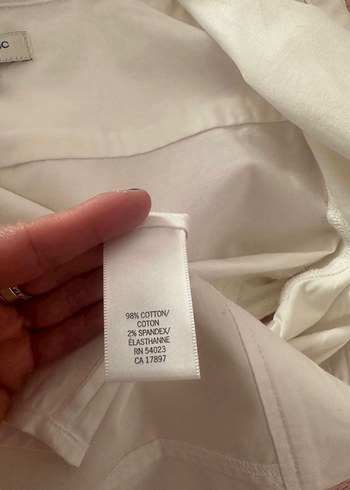 C
98% COTTON/
COTON
2% SPANDEX/
ÉLASTHANNE
RN 54023
CA 17897